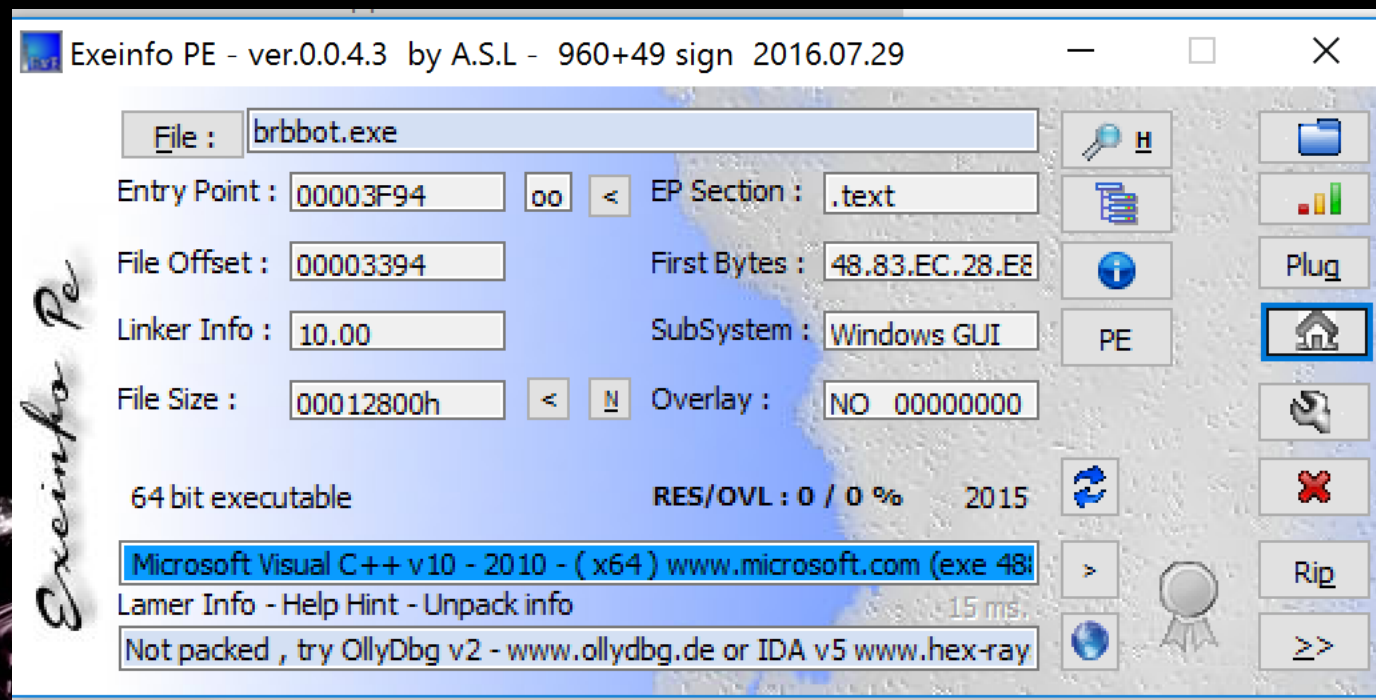 Exeinfo PE - ver.0.0.4.3 by A.S.L - 960+49 sign 2016.07.29
File : brbbot.exe H
Entry Point : 00003F94 oo < EP Section : .text
File Offset : 00003394 First Bytes : 48.83.EC.28.E8 Plug
Linker Info : 10.00 SubSystem : Windows GUI PE
File Size : 00012800h < N Overlay : NO 00000000
64 bit executable RES/OVL : 0 / 0 % 2015
Microsoft Visual C++ v10 - 2010 - ( x64 ) www.microsoft.com (exe 48 > Rip
Lamer Info - Help Hint - Unpack info 15 ms.
Not packed , try OllyDbg v2 - www.ollydbg.de or IDA v5 www.hex-ray >>
Exeinfo Pe